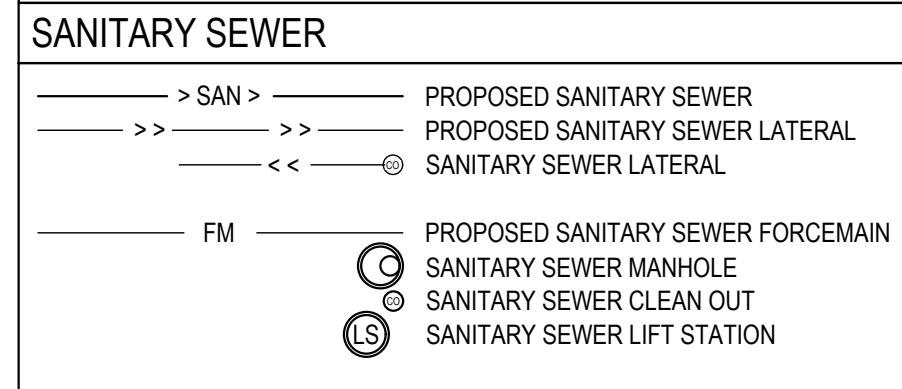 SANITARY SEWER
> SAN > PROPOSED SANITARY SEWER
>> >> PROPOSED SANITARY SEWER LATERAL
<< CO SANITARY SEWER LATERAL
FM PROPOSED SANITARY SEWER FORCEMAIN
SANITARY SEWER MANHOLE
CO SANITARY SEWER CLEAN OUT
LS SANITARY SEWER LIFT STATION